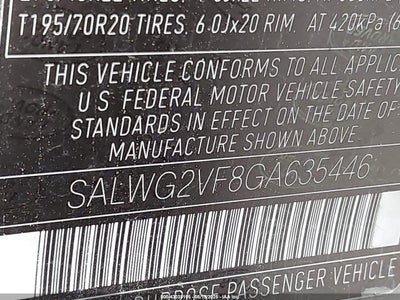 T195/70R20 TIRES, 6.0Jx20 RIM, AT 420kPa (6
THIS VEHICLE CONFORMS TO ALL APPLIC
U S FEDERAL MOTOR VEHICLE SAFETY
STANDARDS IN EFFECT ON THE DATE O
MANUFACTURE SHOWN ABOVE.
SALWG2VF8GA635446
PASSENGER VEHICLE